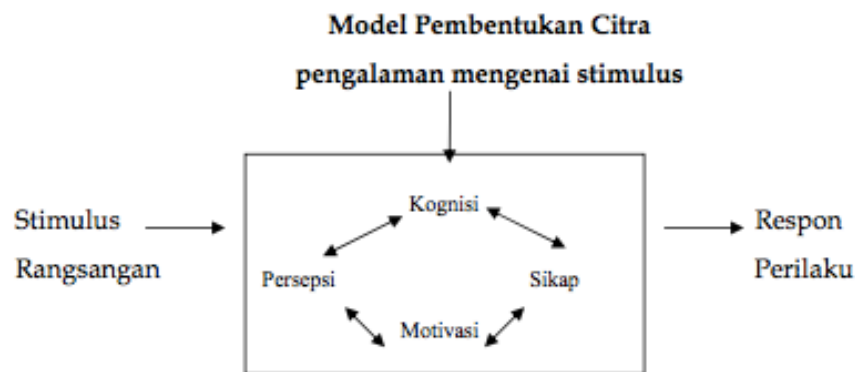 Model Pembentukan Citra
pengalaman mengenai stimulus
Kognisi
Stimulus
Rangsangan
Persepsi
Sikap
Motivasi
Respon
Perilaku